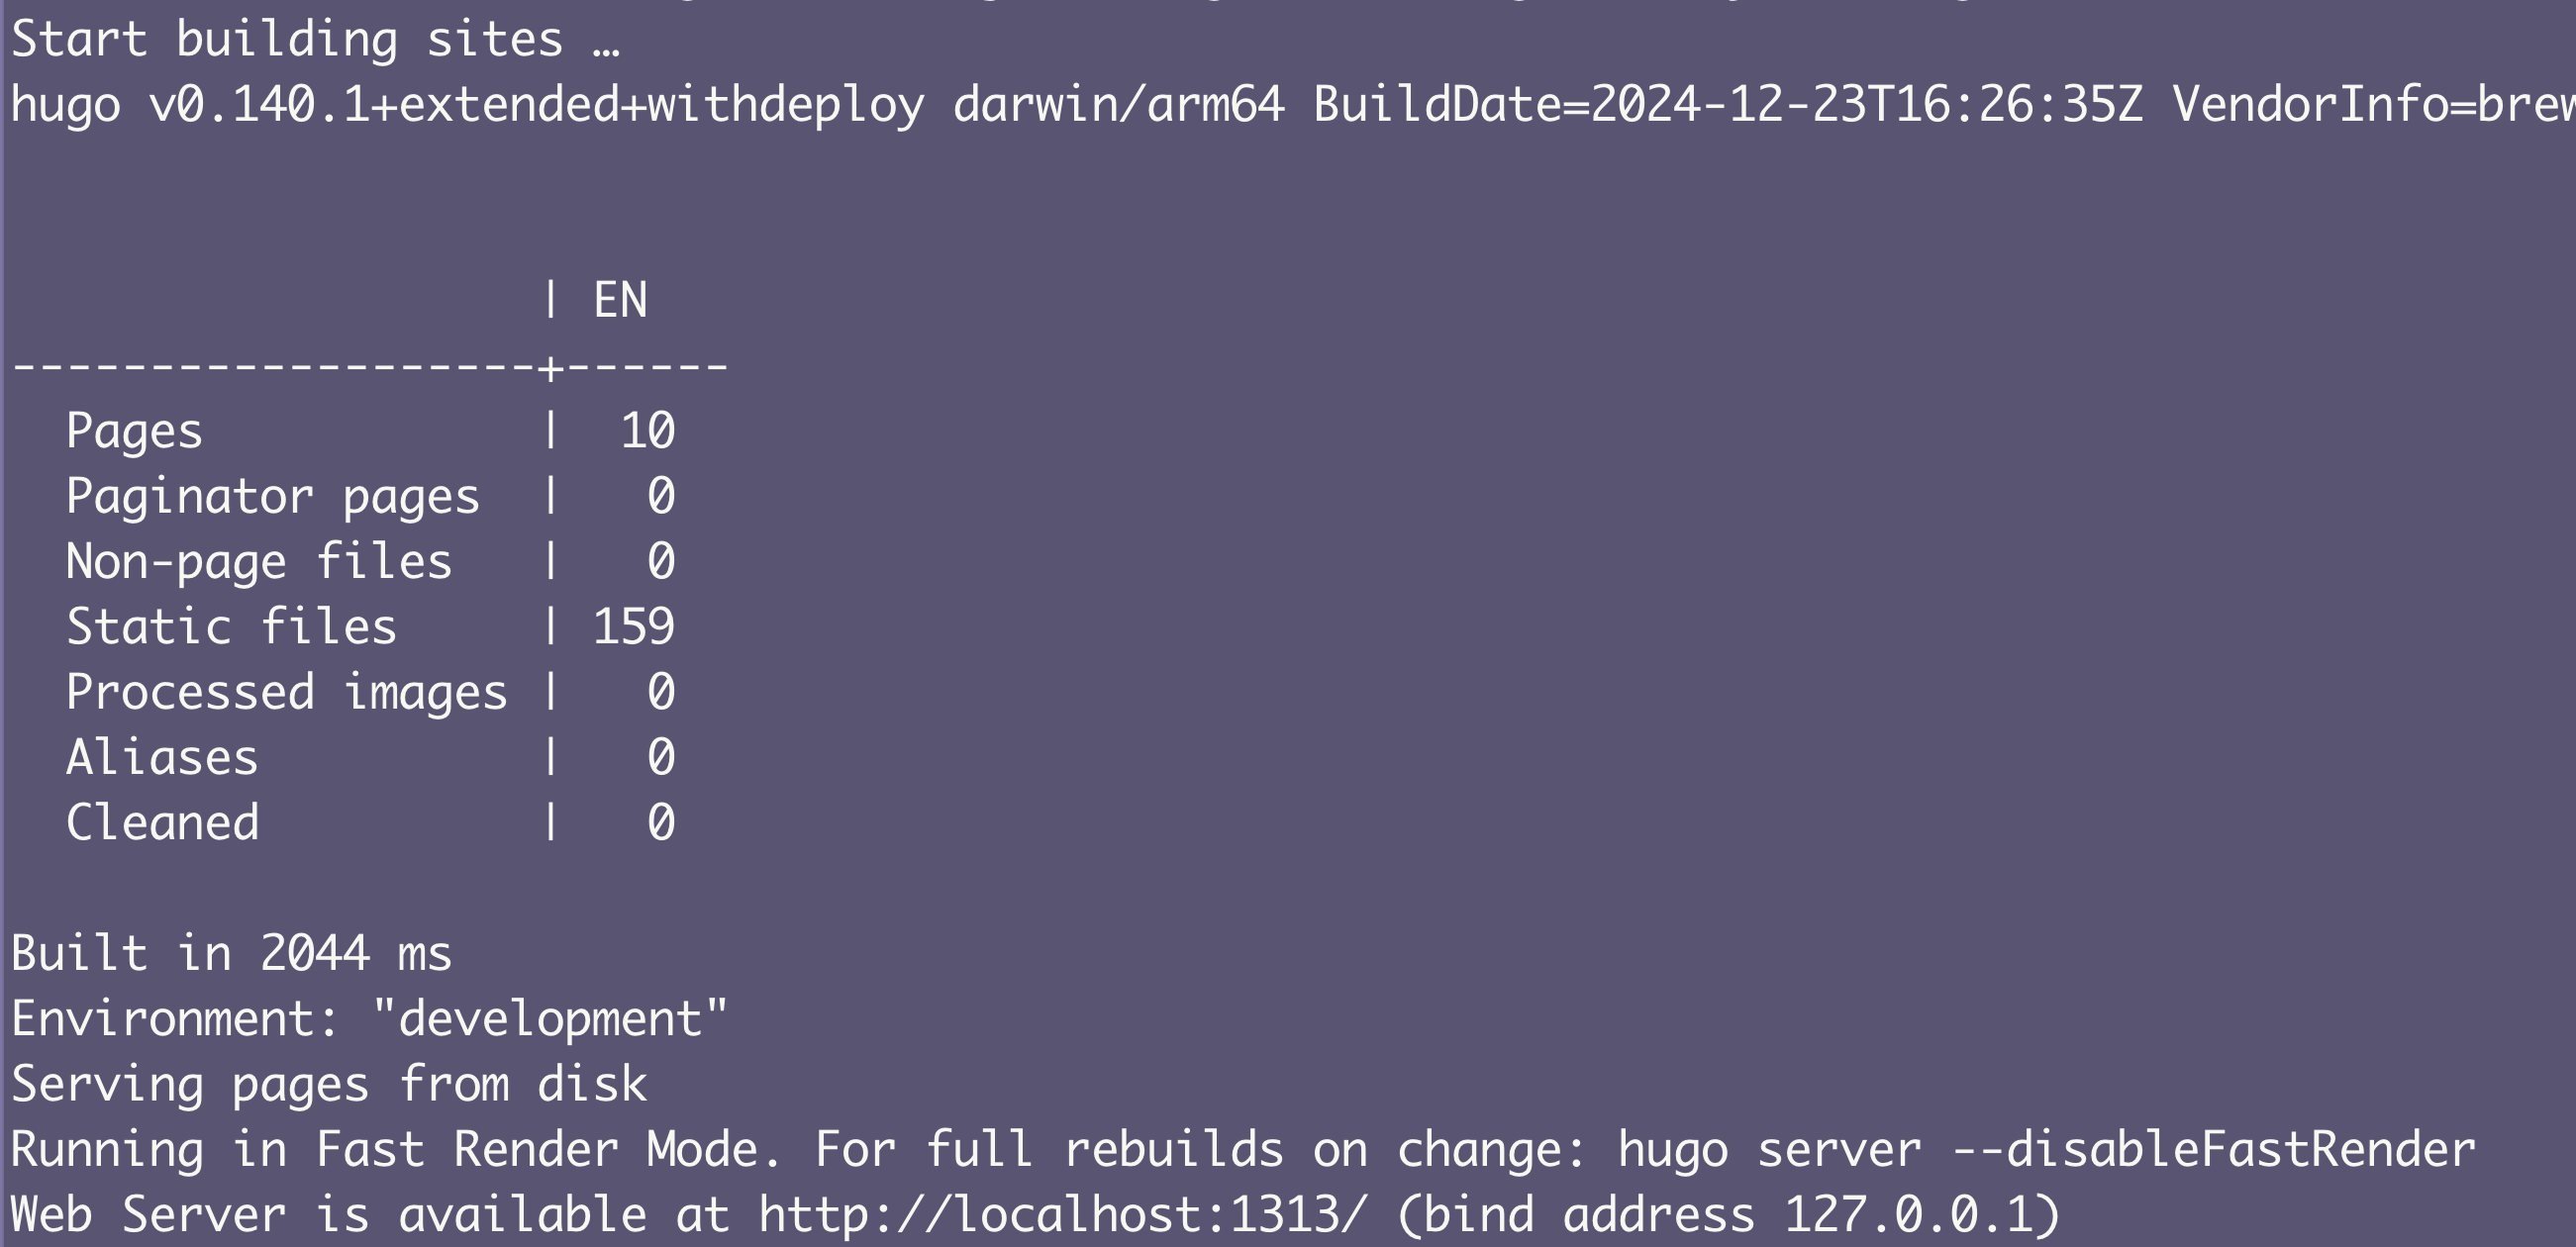 Start building sites …
hugo v0.140.1+extended+withdeploy darwin/arm64 BuildDate=2024-12-23T16:26:35Z VendorInfo=brew
| EN
-------------------+------
Pages | 10
Paginator pages | 0
Non-page files | 0
Static files | 159
Processed images | 0
Aliases | 0
Cleaned | 0
Built in 2044 ms
Environment: "development"
Serving pages from disk
Running in Fast Render Mode. For full rebuilds on change: hugo server --disableFastRender
Web Server is available at http://localhost:1313/ (bind address 127.0.0.1)